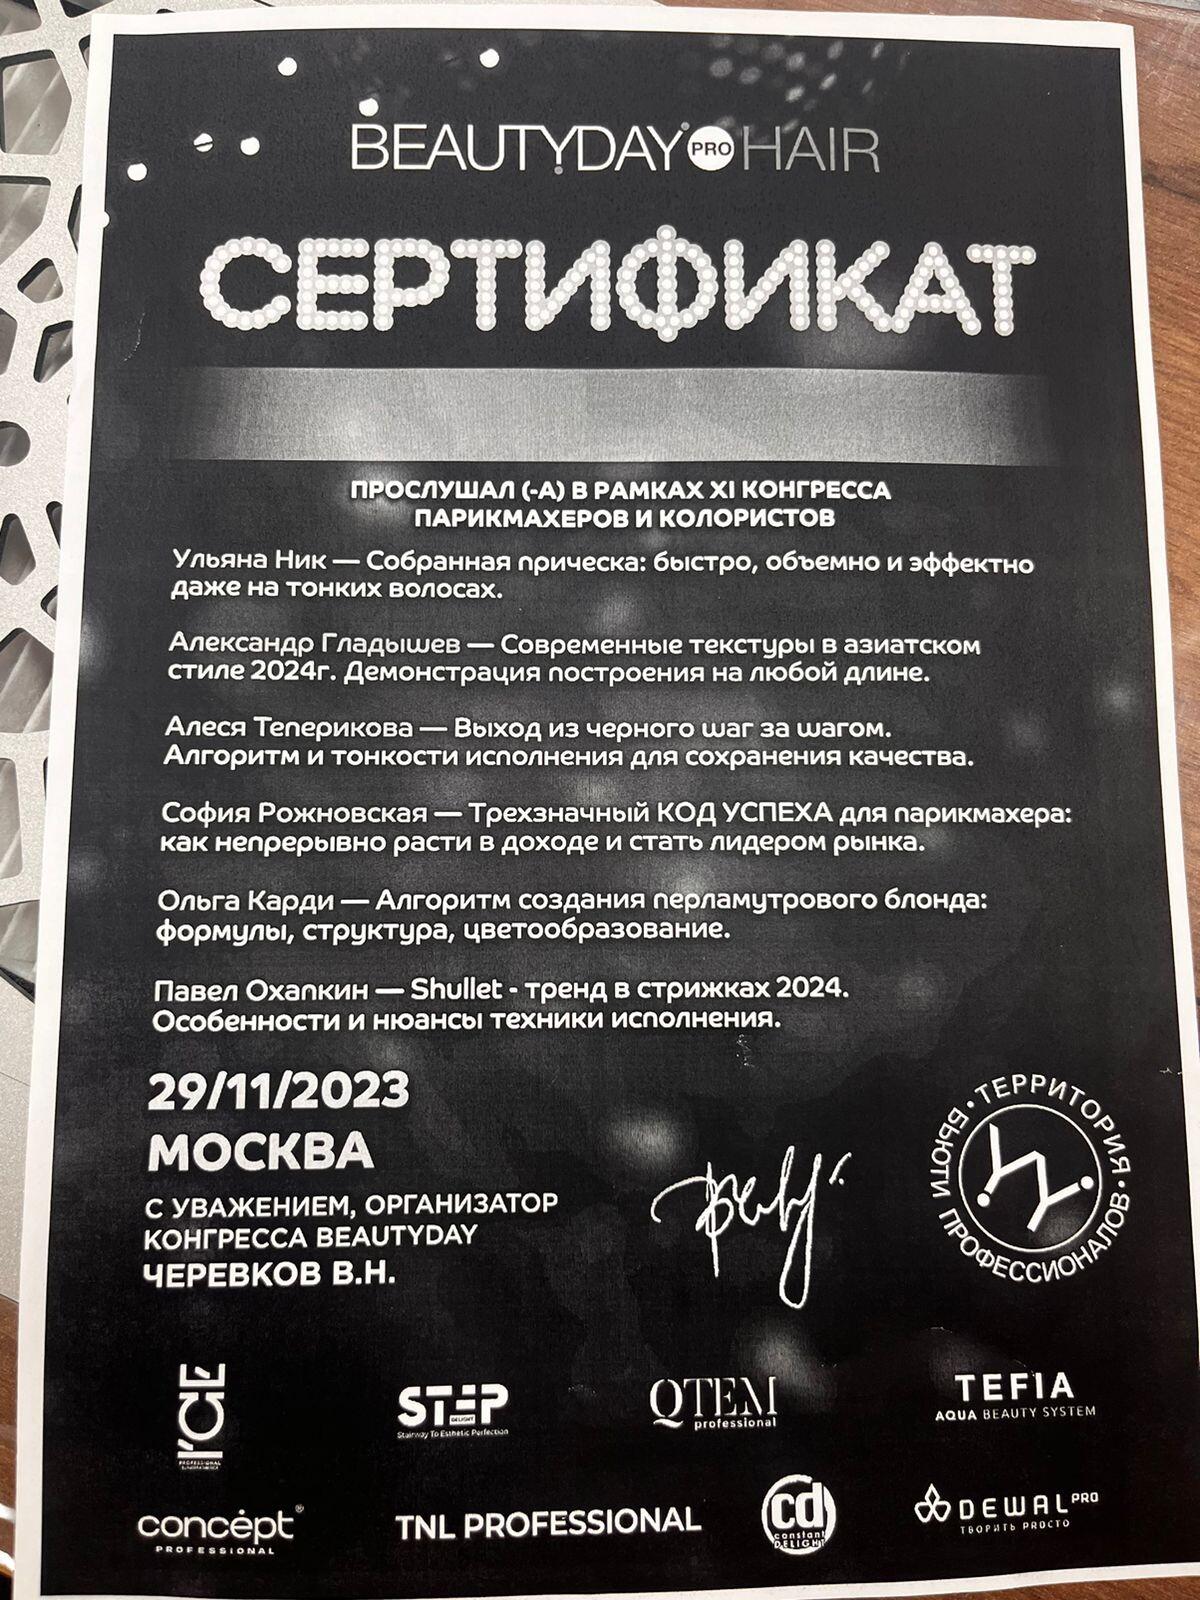 BEAUTYDAY PRO HAIR
СЕРТИФИКАТ
ПРОСЛУШАЛ (-А) В РАМКАХ XI КОНГРЕССА
ПАРИКМАХЕРОВ И КОЛОРИСТОВ
Ульяна Ник — Собранная прическа: быстро, объемно и эффектно
даже на тонких волосах.
Александр Гладышев — Современные текстуры в азиатском
стиле 2024г. Демонстрация построения на любой длине.
Алеся Теперикова — Выход из черного шаг за шагом.
Алгоритм и тонкости исполнения для сохранения качества.
София Рожновская — Трехзначный КОД УСПЕХА для парикмахера:
как непрерывно расти в доходе и стать лидером рынка.
Ольга Карди — Алгоритм создания перламутрового блонда:
формулы, структура, цветообразование.
Павел Охапкин — Shullet - тренд в стрижках 2024.
Особенности и нюансы техники исполнения.
29/11/2023
МОСКВА
С УВАЖЕНИЕМ, ОРГАНИЗАТОР
КОНГРЕССА BEAUTYDAY
ЧЕРЕВКОВ В.Н.
ТЕРРИТОРИЯ · БЬЮТИ ПРОФЕССИОНАЛОВ ·
STEP
DELIGHT
Stairway To Esthetic Perfection
QTEM
professional
TEFIA
AQUA BEAUTY SYSTEM
concépt®
PROFESSIONAL
TNL PROFESSIONAL
cd
constant
DELIGHT
DEWAL PRO
ТВОРИТЬ PROСТО